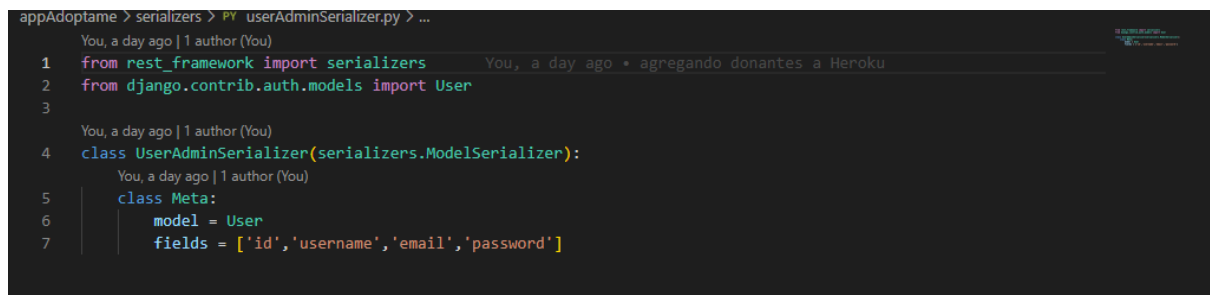 appAdoptame > serializers > PY userAdminSerializer.py > ...
You, a day ago | 1 author (You)
1 from rest_framework import serializers You, a day ago • agregando donantes a Heroku
2 from django.contrib.auth.models import User
3
You, a day ago | 1 author (You)
4 class UserAdminSerializer(serializers.ModelSerializer):
You, a day ago | 1 author (You)
5 class Meta:
6 model = User
7 fields = ['id','username','email','password']